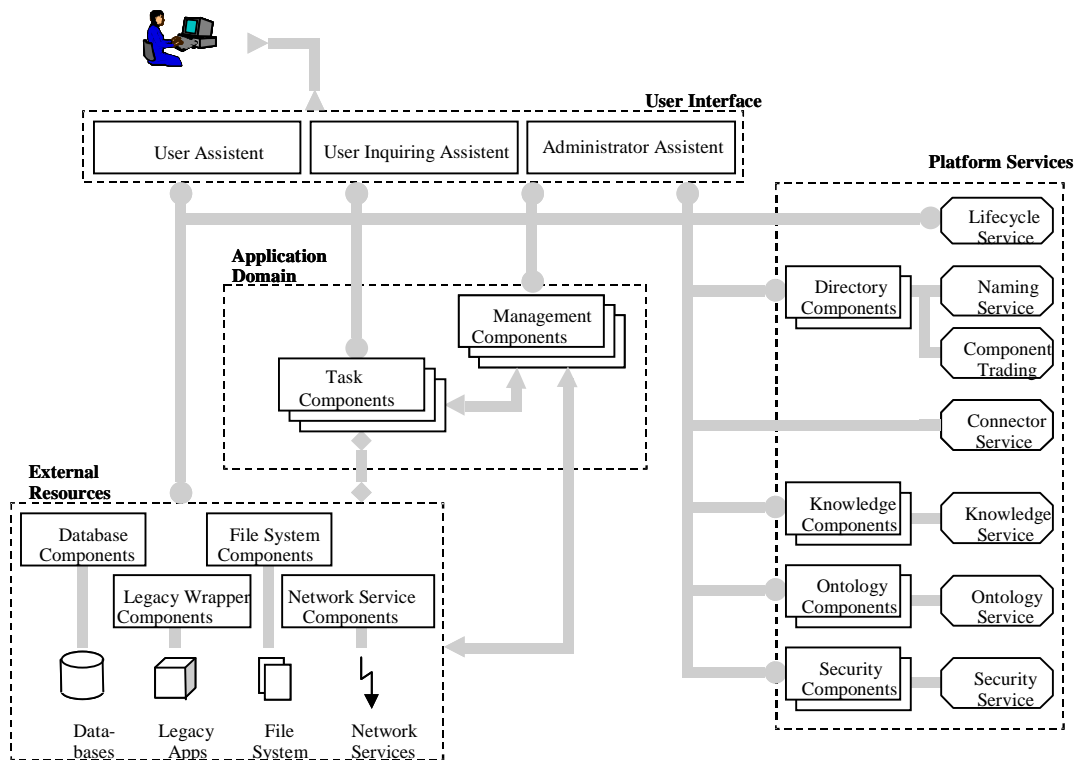 User Interface
User Assistent
User Inquiring Assistent
Administrator Assistent
Platform Services
Lifecycle
Service
Directory
Components
Naming
Service
Component
Trading
Connector
Service
Knowledge
Components
Knowledge
Service
Ontology
Components
Ontology
Service
Security
Components
Security
Service
Application
Domain
Management
Components
Task
Components
External
Resources
Database
Components
File System
Components
Legacy Wrapper
Components
Network Service
Components
Data-
bases
Legacy
Apps
File
System
Network
Services